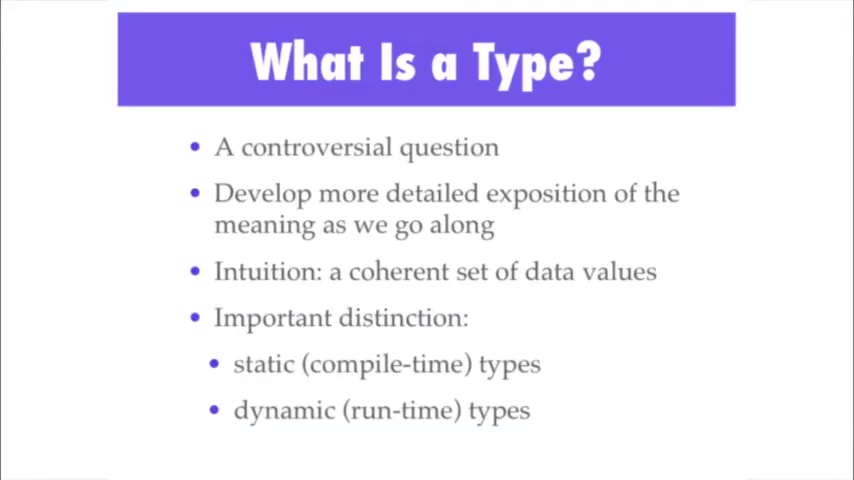 What Is a Type?
• A controversial question
• Develop more detailed exposition of the
meaning as we go along
• Intuition: a coherent set of data values
• Important distinction:
• static (compile-time) types
• dynamic (run-time) types